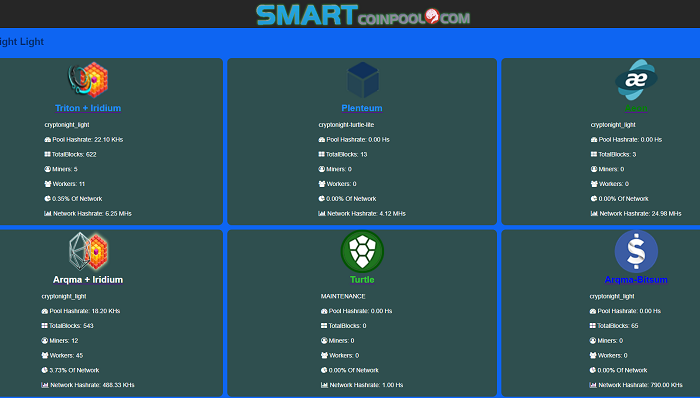 SMART COINPOOL.COM
ight Light
Triton + Iridium
cryptonight_light
Pool Hashrate: 22.10 KHs
TotalBlocks: 622
Miners: 5
Workers: 11
0.35% Of Network
Network Hashrate: 6.25 MHs
Plenteum
cryptonight-turtle-lite
Pool Hashrate: 0.00 Hs
TotalBlocks: 13
Miners: 0
Workers: 0
0.00% Of Network
Network Hashrate: 4.12 MHs
æ
cryptonight_light
Pool Hashrate: 0.00 Hs
TotalBlocks: 3
Miners: 0
Workers: 0
0.00% Of Network
Network Hashrate: 24.98 MHs
Arqma + Iridium
cryptonight_light
Pool Hashrate: 18.20 KHs
TotalBlocks: 543
Miners: 12
Workers: 45
3.73% Of Network
Network Hashrate: 488.33 KHs
Turtle
MAINTENANCE
Pool Hashrate: 0.00 Hs
TotalBlocks: 0
Miners: 0
Workers: 0
0.00% Of Network
Network Hashrate: 1.00 Hs
$
Arqma-Bitsum
cryptonight_light
Pool Hashrate: 0.00 Hs
TotalBlocks: 65
Miners: 0
Workers: 0
0.00% Of Network
Network Hashrate: 790.00 KHs